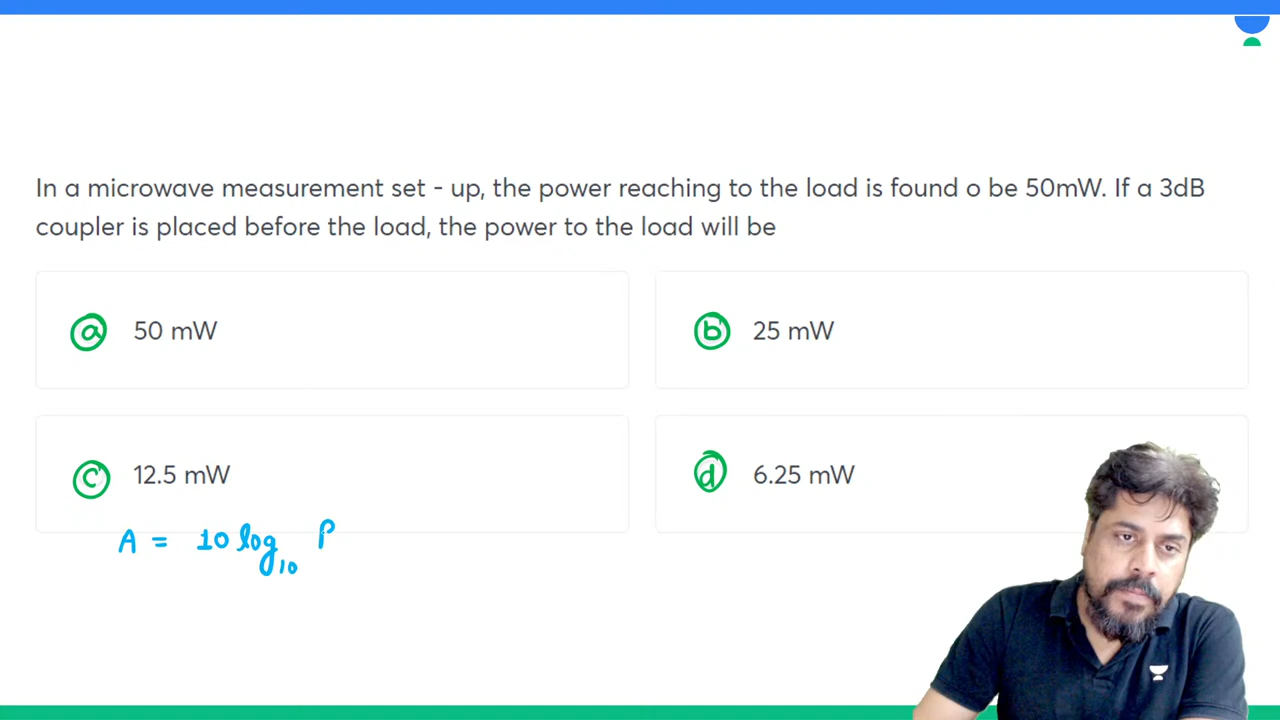 In a microwave measurement set - up, the power reaching to the load is found o be 50mW. If a 3dB
coupler is placed before the load, the power to the load will be
a 50 mW
b 25 mW
c 12.5 mW
d 6.25 mW
A = 10 log10 P